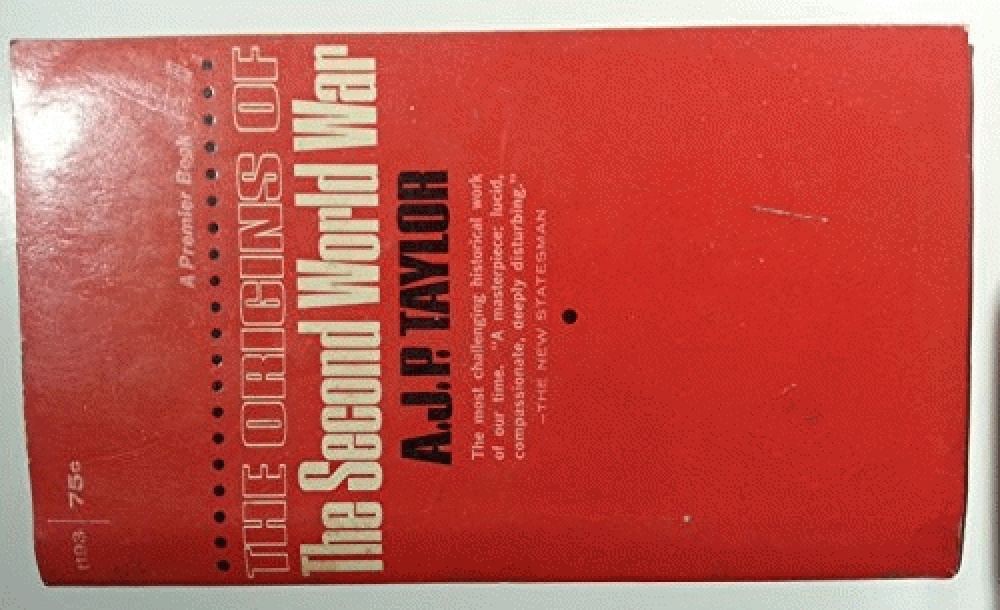 75¢
A Premier Book
THE ORIGINS OF
The Second World War
A.J.P. TAYLOR
The most challenging historical work
of our time. "A masterpiece; lucid,
compassionate, deeply disturbing."
—THE NEW STATESMAN